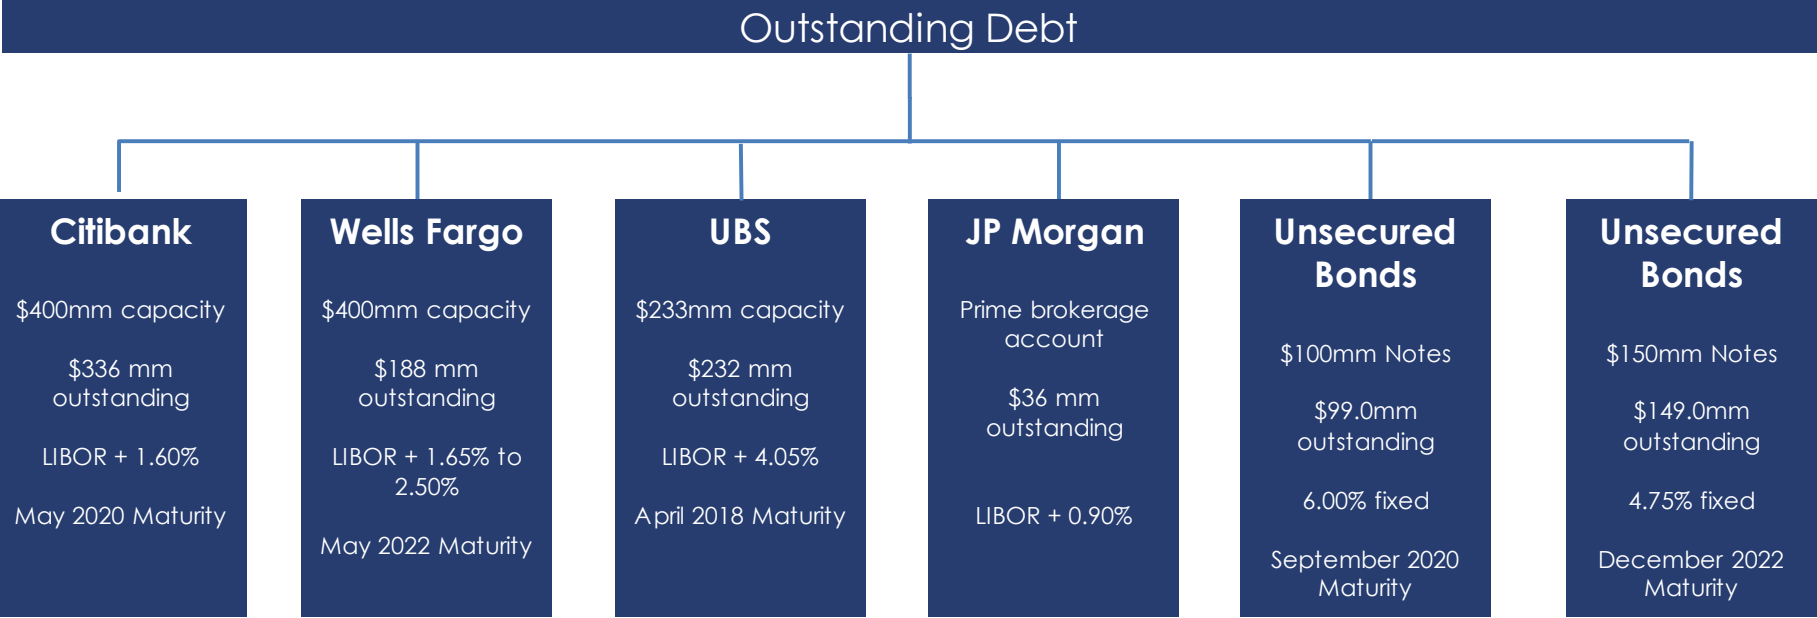 Outstanding Debt
Citibank
$400mm capacity
$336 mm
outstanding
LIBOR + 1.60%
May 2020 Maturity
Wells Fargo
$400mm capacity
$188 mm
outstanding
LIBOR + 1.65% to
2.50%
May 2022 Maturity
UBS
$233mm capacity
$232 mm
outstanding
LIBOR + 4.05%
April 2018 Maturity
JP Morgan
Prime brokerage
account
$36 mm
outstanding
LIBOR + 0.90%
Unsecured
Bonds
$100mm Notes
$99.0mm
outstanding
6.00% fixed
September 2020
Maturity
Unsecured
Bonds
$150mm Notes
$149.0mm
outstanding
4.75% fixed
December 2022
Maturity